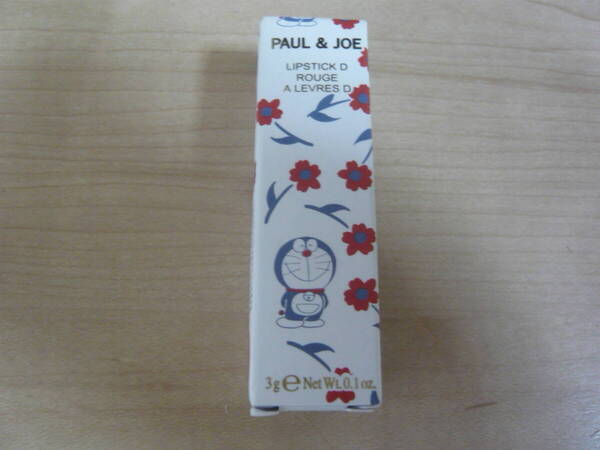 PAUL & JOE
LIPSTICK D
ROUGE
A LEVRES D
3g ℮ Net Wt. 0.1 oz.